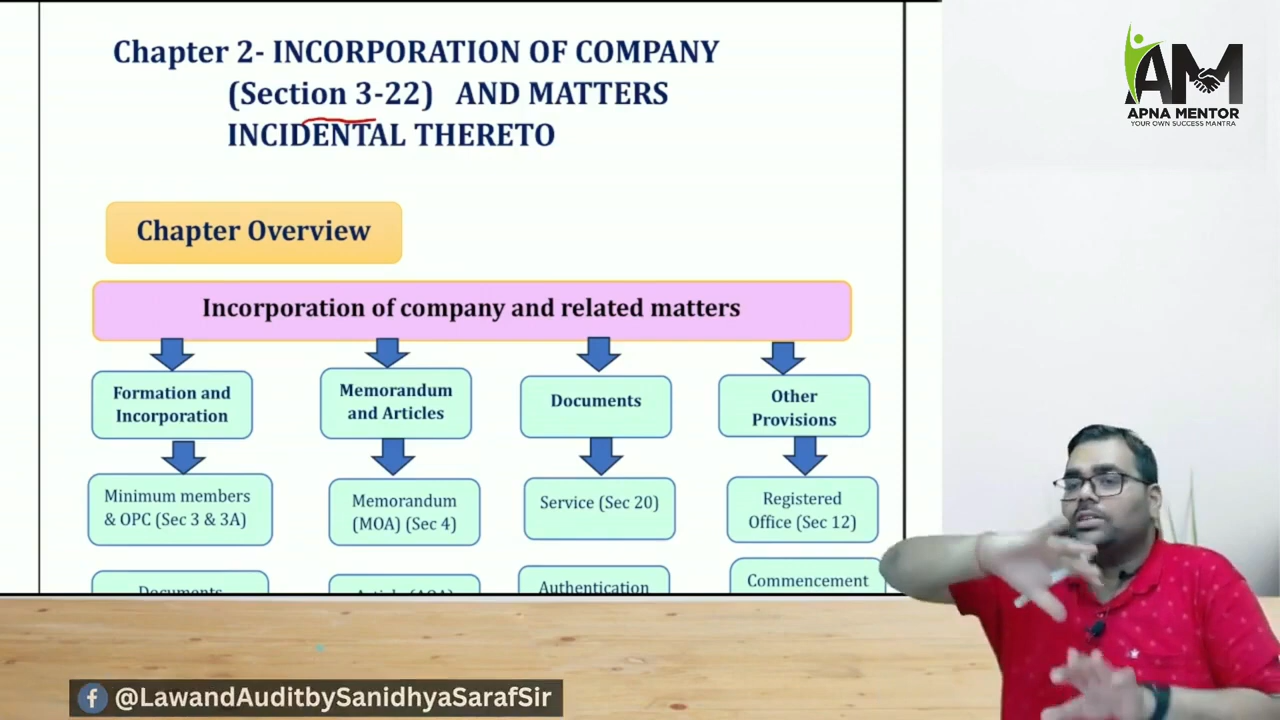 Chapter 2- INCORPORATION OF COMPANY
(Section 3-22) AND MATTERS
INCIDENTAL THERETO
AM
APNA MENTOR
YOUR OWN SUCCESS MANTRA
Chapter Overview
Incorporation of company and related matters
Formation and
Incorporation
Memorandum
and Articles
Documents
Other
Provisions
Minimum members
& OPC (Sec 3 & 3A)
Memorandum
(MOA) (Sec 4)
Service (Sec 20)
Registered
Office (Sec 12)
Documents
Authentication
Commencement
@LawandAuditbySanidhyaSarafSir